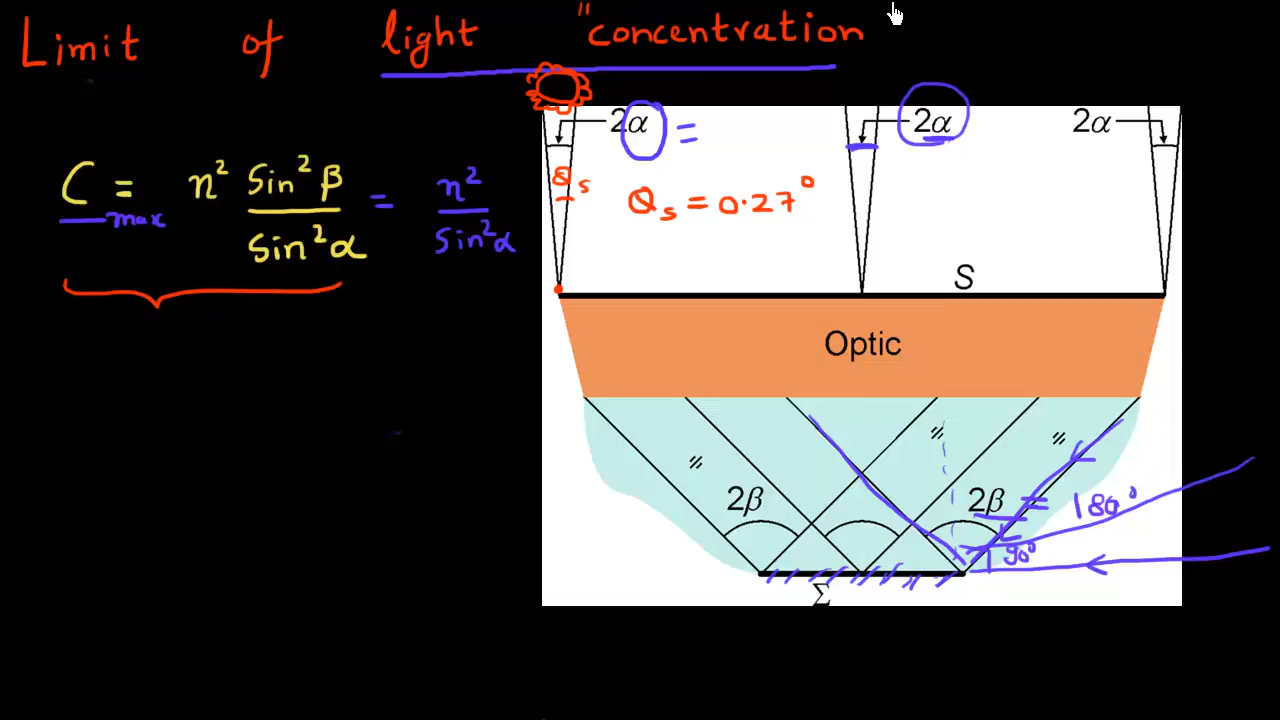 Limit of light "concentration
2α = 2α 2α
C max = n² Sin²β / Sin²α = n² / Sin²α
θs
θs = 0.27°
S
Optic
2β 2β 180°
90°
Σ